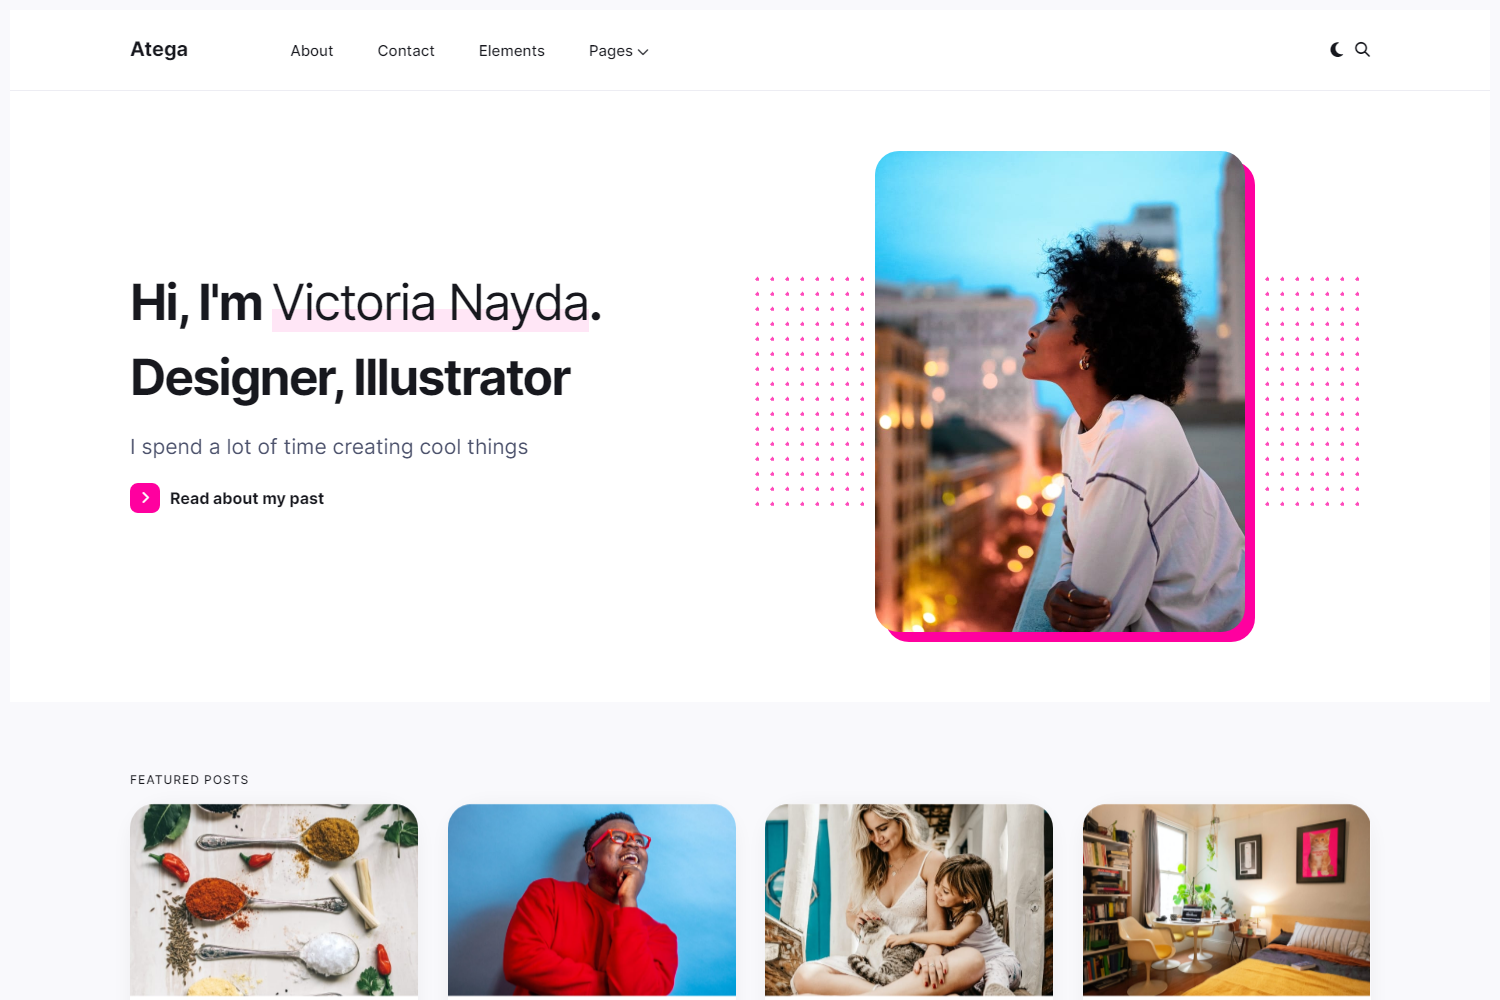 Atega
About
Contact
Elements
Pages
Hi, I'm Victoria Nayda.
Designer, Illustrator
I spend a lot of time creating cool things
Read about my past
FEATURED POSTS